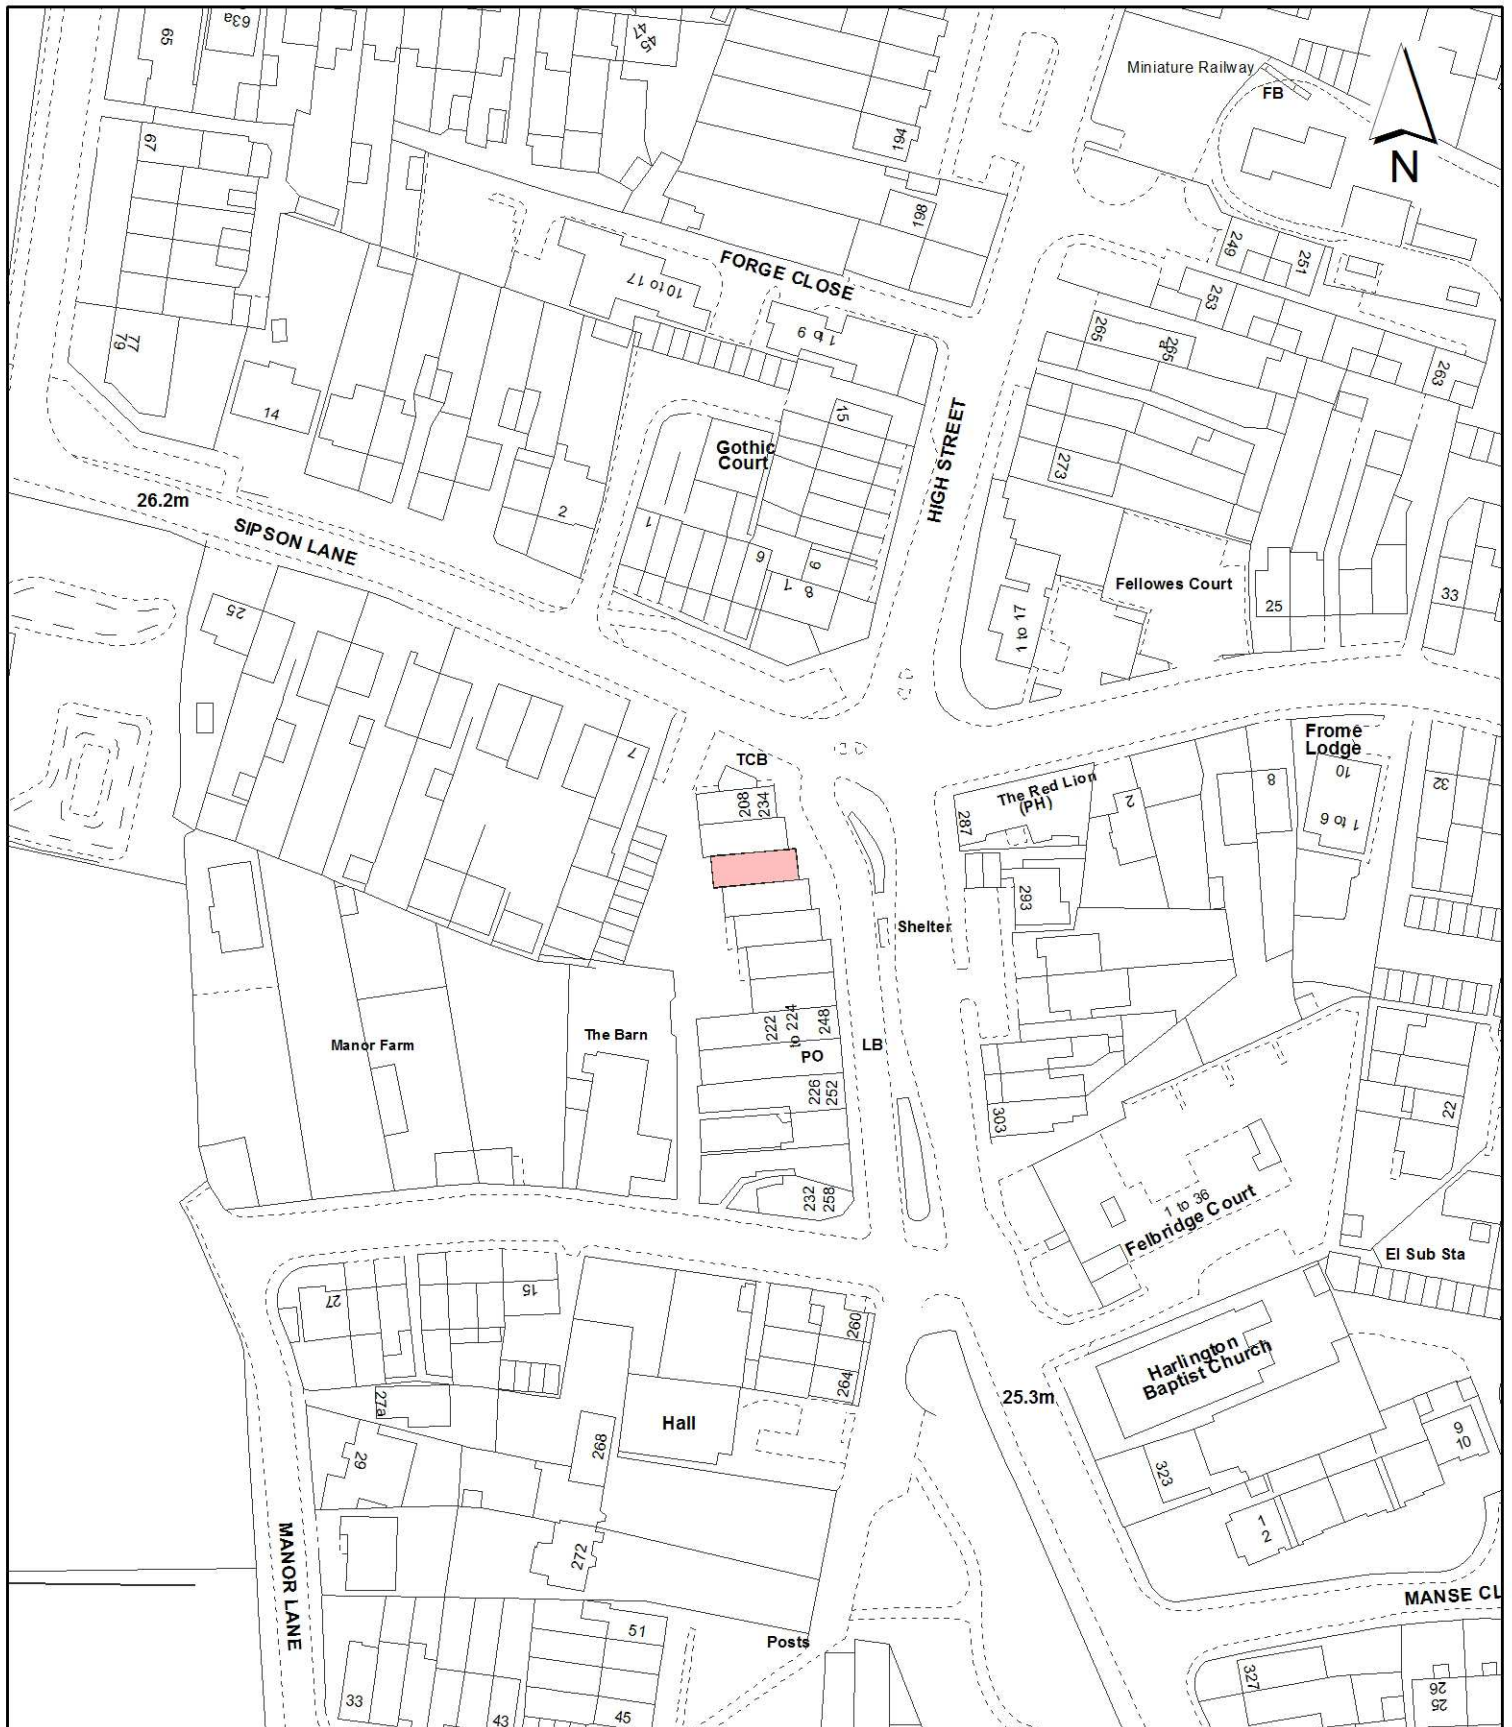 65
63a
45
47
Miniature Railway
FB
N
194
67
198
249
251
FORGE CLOSE
10 to 17
253
1 to 9
265
265a
77
79
263
14
15
HIGH STREET
Gothic
Court
273
26.2m
2
SIPSON LANE
1
9
9
1
8
Fellowes Court
25
25
33
1 to 17
7
TCB
Frome
Lodge
10
1 to 6
The Red Lion
(PH)
2
8
32
208
234
287
293
Shelter
222
to 224
248
The Barn
Manor Farm
LB
PO
226
252
303
22
232
258
1 to 36
Felbridge Court
El Sub Sta
27
15
260
264
Harlington
Baptist Church
25.3m
27a
Hall
29
268
9
10
323
1
2
272
MANOR LANE
MANSE CL
51
Posts
33
43
45
327
26
25